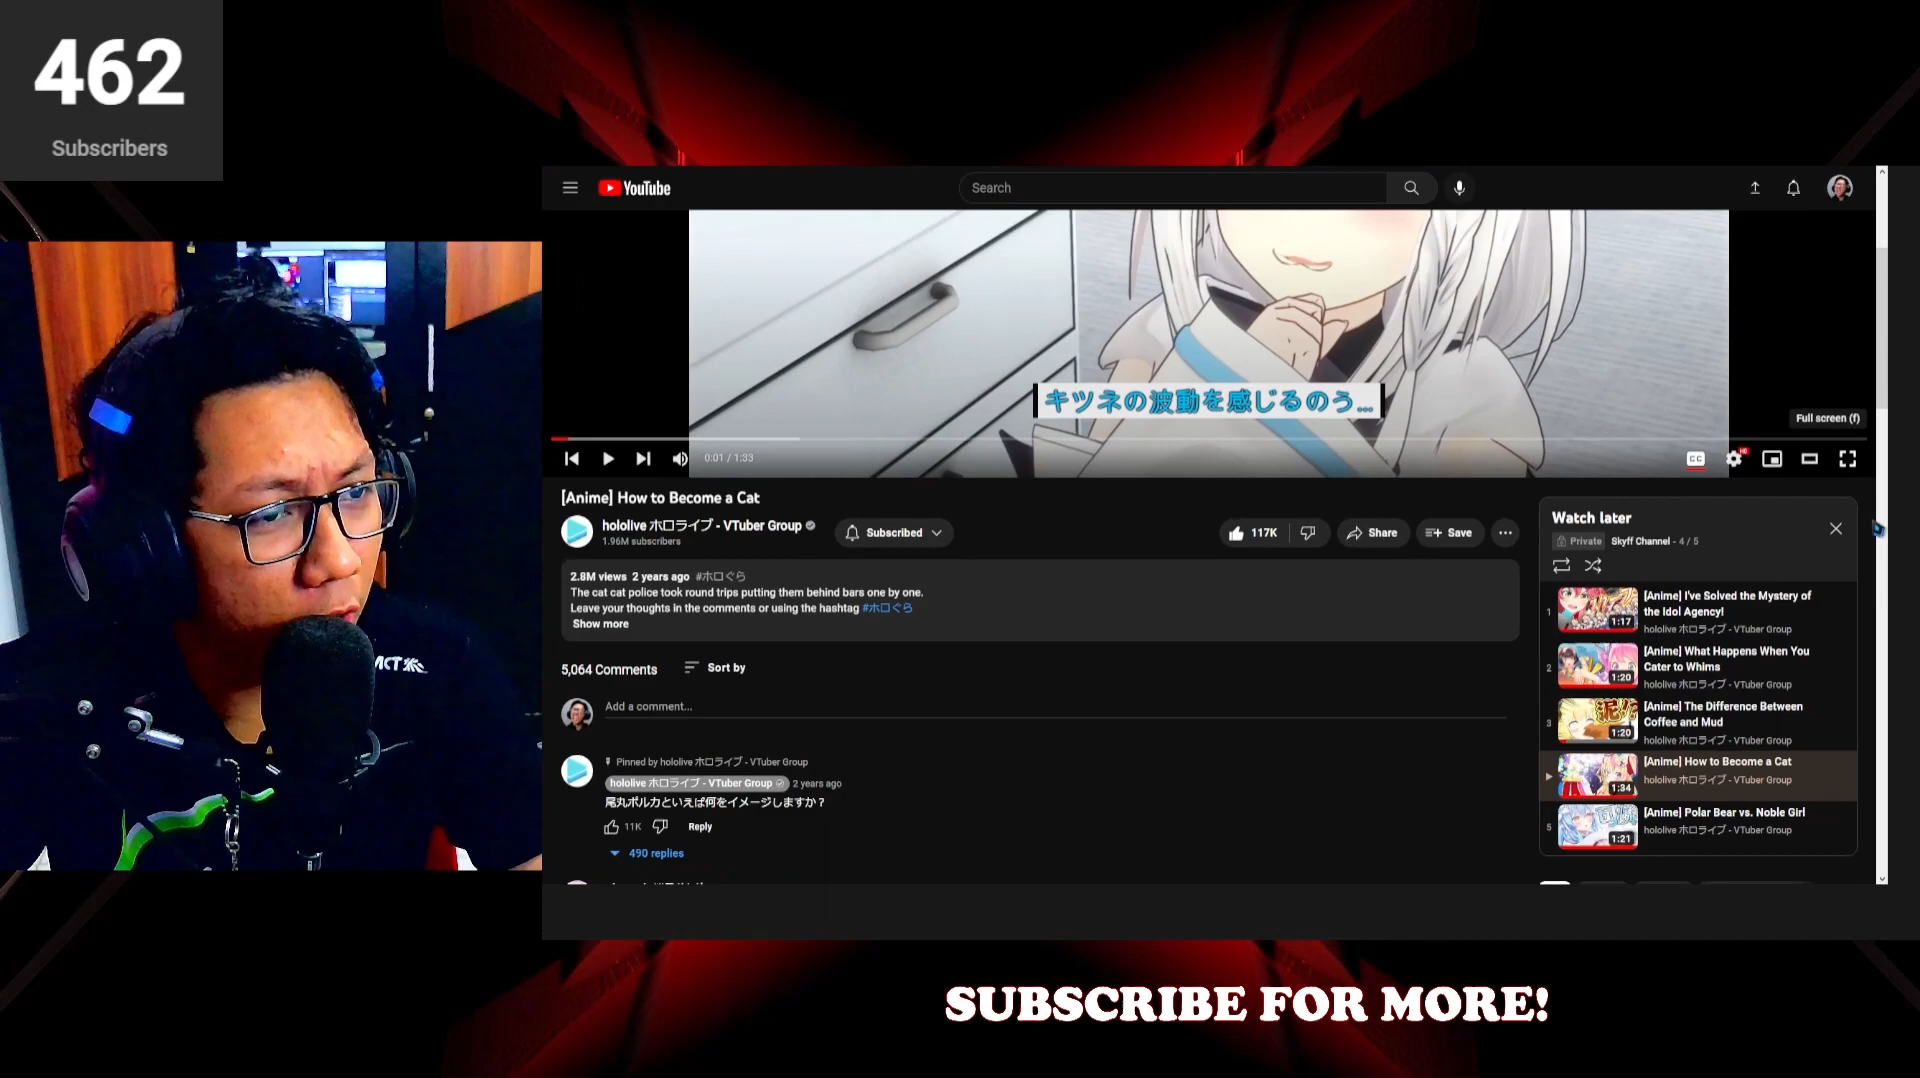 462
Subscribers
YouTube
Search
キツネの波動を感じるのう...
Full screen (f)
0:01 / 1:33
CC
HD
[Anime] How to Become a Cat
hololive ホロライブ - VTuber Group
1.96M subscribers
Subscribed
117K
Share
Save
2.8M views 2 years ago #ホロぐら
The cat cat police took round trips putting them behind bars one by one.
Leave your thoughts in the comments or using the hashtag #ホロぐら
Show more
5,064 Comments
Sort by
Add a comment...
Pinned by hololive ホロライブ - VTuber Group
hololive ホロライブ - VTuber Group
2 years ago
尾丸ポルカといえば何をイメージしますか？
11K
Reply
490 replies
Watch later
Private
Skyff Channel - 4 / 5
1
1:17
[Anime] I've Solved the Mystery of
the Idol Agency!
hololive ホロライブ - VTuber Group
2
1:20
[Anime] What Happens When You
Cater to Whims
hololive ホロライブ - VTuber Group
3
1:20
[Anime] The Difference Between
Coffee and Mud
hololive ホロライブ - VTuber Group
1:34
[Anime] How to Become a Cat
hololive ホロライブ - VTuber Group
5
1:21
[Anime] Polar Bear vs. Noble Girl
hololive ホロライブ - VTuber Group
SUBSCRIBE FOR MORE!